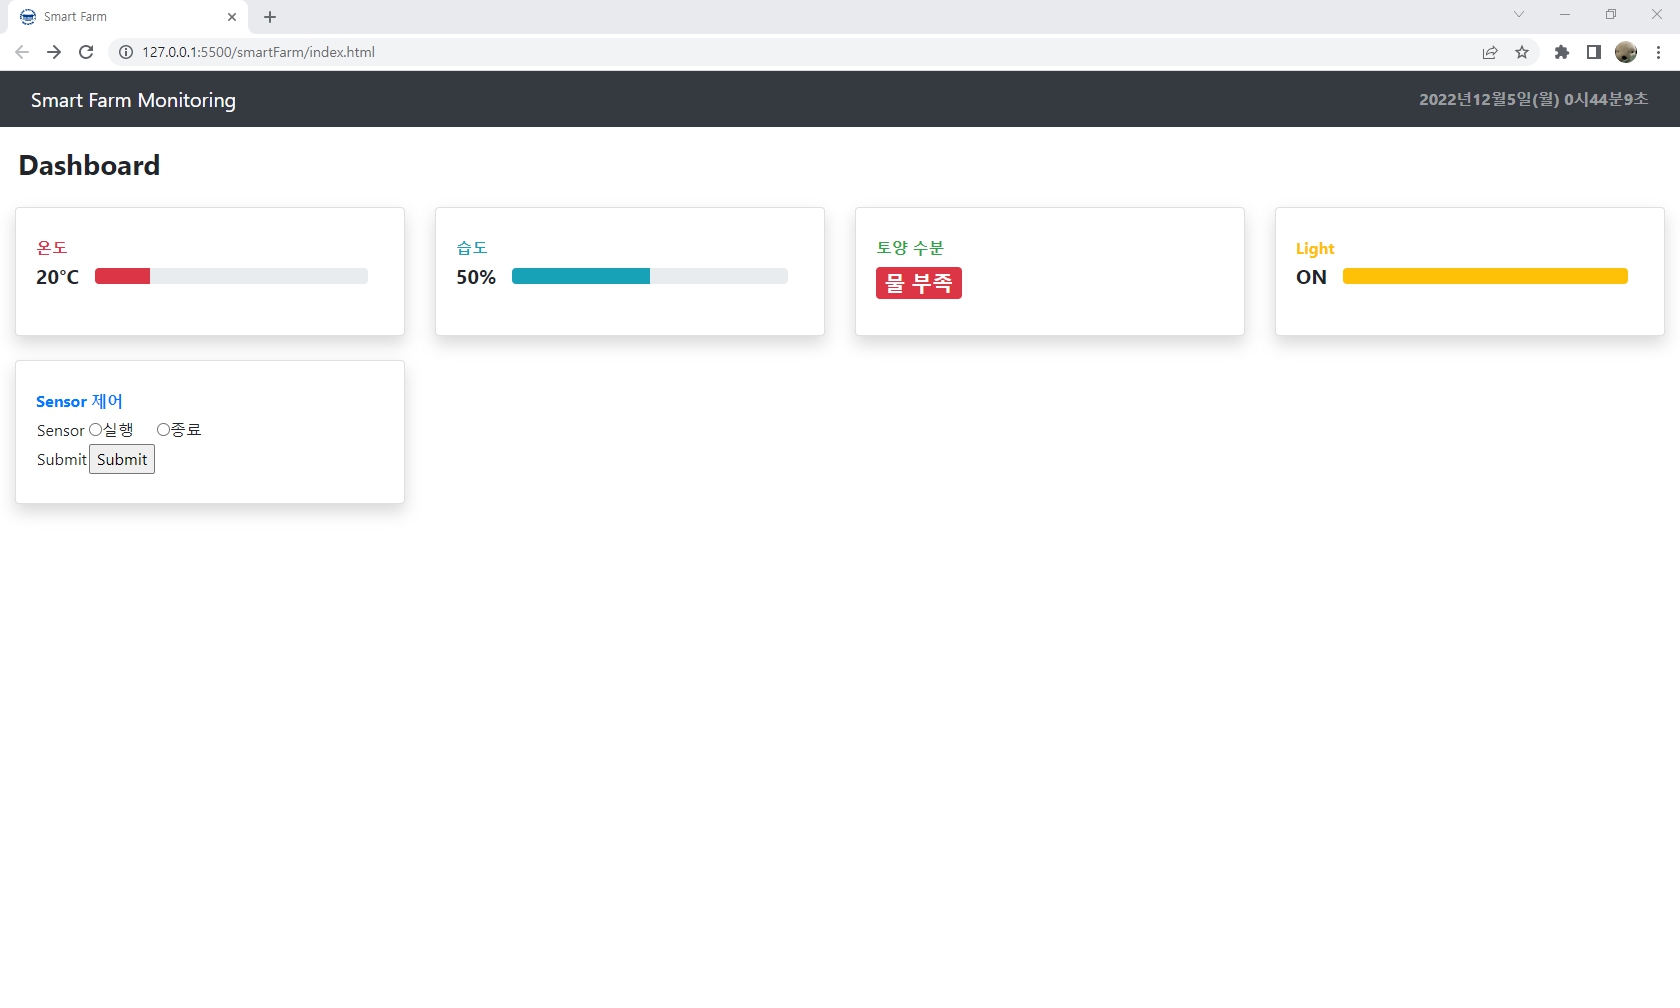 Smart Farm
127.0.0.1:5500/smartFarm/index.html
Smart Farm Monitoring
2022년12월5일(월) 0시44분9초
Dashboard
온도
20°C
습도
50%
토양 수분
물 부족
Light
ON
Sensor 제어
Sensor 실행 종료
Submit Submit